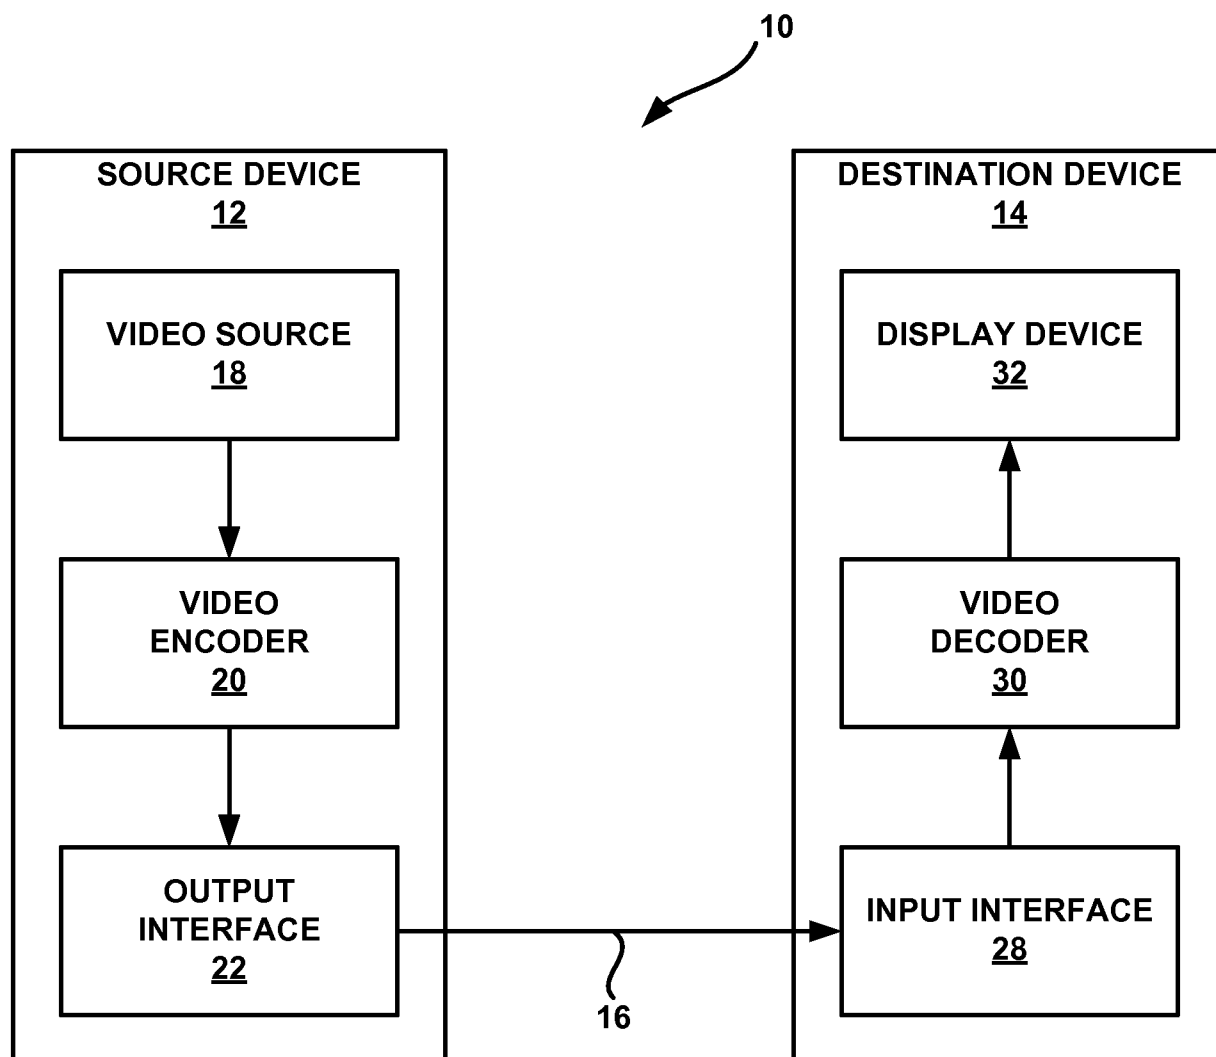 10
SOURCE DEVICE
12
VIDEO SOURCE
18
VIDEO
ENCODER
20
OUTPUT
INTERFACE
22
16
DESTINATION DEVICE
14
DISPLAY DEVICE
32
VIDEO
DECODER
30
INPUT INTERFACE
28